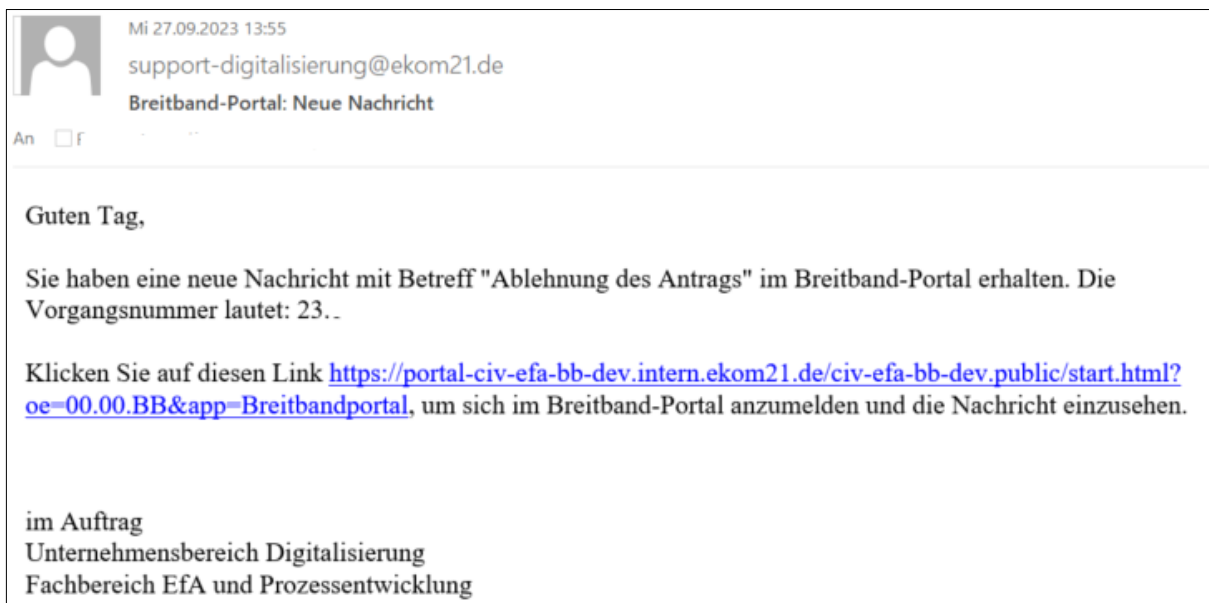 Mi 27.09.2023 13:55
support-digitalisierung@ekom21.de
Breitband-Portal: Neue Nachricht
An
Guten Tag,
Sie haben eine neue Nachricht mit Betreff "Ablehnung des Antrags" im Breitband-Portal erhalten. Die
Vorgangsnummer lautet: 23..
Klicken Sie auf diesen Link https://portal-civ-efa-bb-dev.intern.ekom21.de/civ-efa-bb-dev.public/start.html?
oe=00.00.BB&app=Breitbandportal, um sich im Breitband-Portal anzumelden und die Nachricht einzusehen.
im Auftrag
Unternehmensbereich Digitalisierung
Fachbereich EfA und Prozessentwicklung